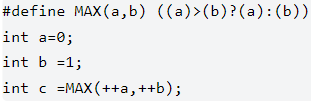 #define MAX(a,b) ((a)>(b)?(a):(b))
int a=0;
int b =1;
int c =MAX(++a,++b);